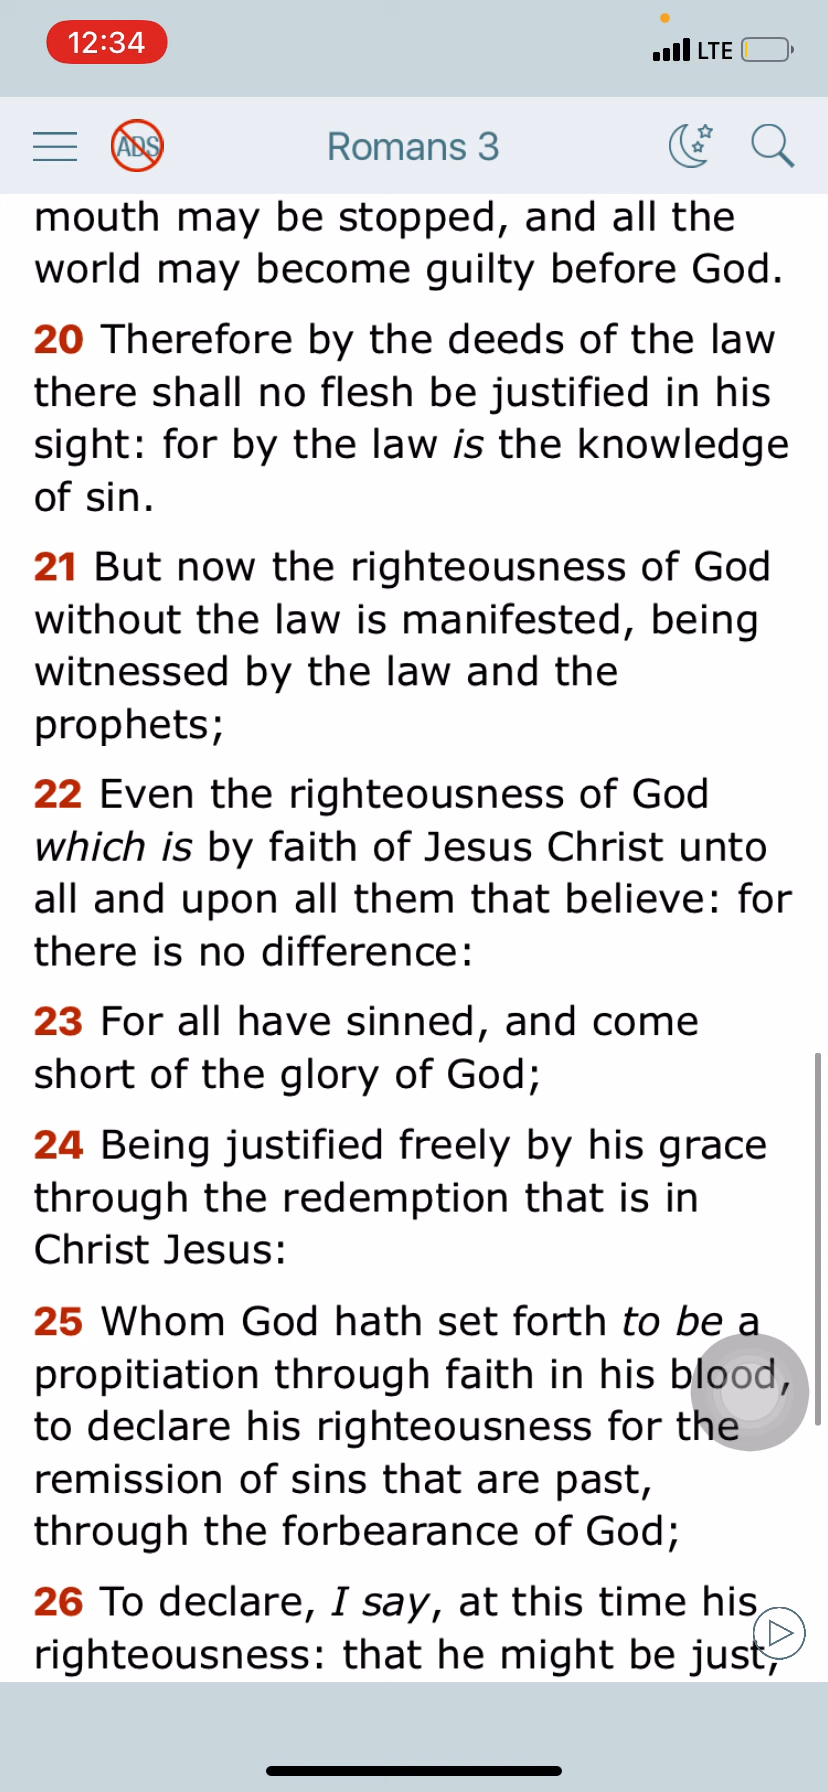 12:34
LTE
ADS
Romans 3
mouth may be stopped, and all the
world may become guilty before God.
20 Therefore by the deeds of the law
there shall no flesh be justified in his
sight: for by the law is the knowledge
of sin.
21 But now the righteousness of God
without the law is manifested, being
witnessed by the law and the
prophets;
22 Even the righteousness of God
which is by faith of Jesus Christ unto
all and upon all them that believe: for
there is no difference:
23 For all have sinned, and come
short of the glory of God;
24 Being justified freely by his grace
through the redemption that is in
Christ Jesus:
25 Whom God hath set forth to be a
propitiation through faith in his blood,
to declare his righteousness for the
remission of sins that are past,
through the forbearance of God;
26 To declare, I say, at this time his
righteousness: that he might be just,